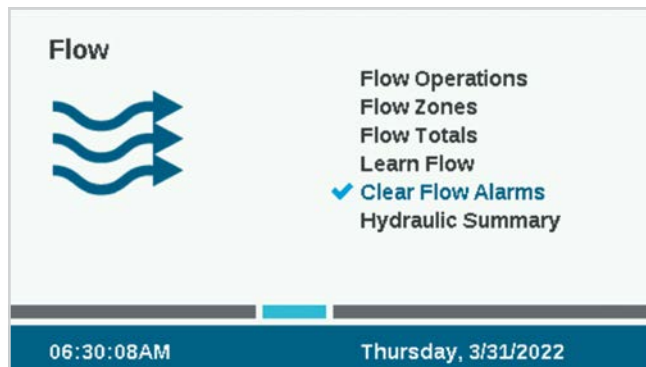 Flow
Flow Operations
Flow Zones
Flow Totals
Learn Flow
Clear Flow Alarms
Hydraulic Summary
06:30:08AM
Thursday, 3/31/2022